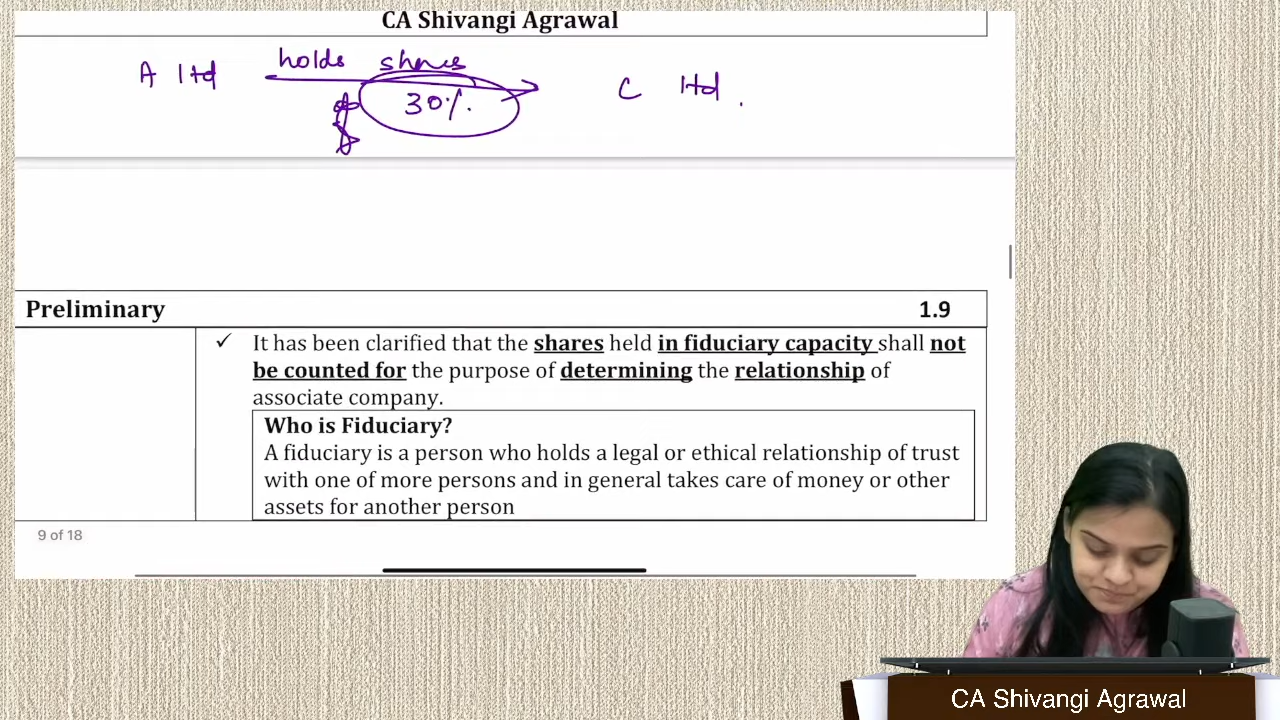 CA Shivangi Agrawal
A ltd holds shares C ltd.
30%
Preliminary 1.9
✓ It has been clarified that the shares held in fiduciary capacity shall not
be counted for the purpose of determining the relationship of
associate company.
Who is Fiduciary?
A fiduciary is a person who holds a legal or ethical relationship of trust
with one of more persons and in general takes care of money or other
assets for another person
9 of 18
CA Shivangi Agrawal